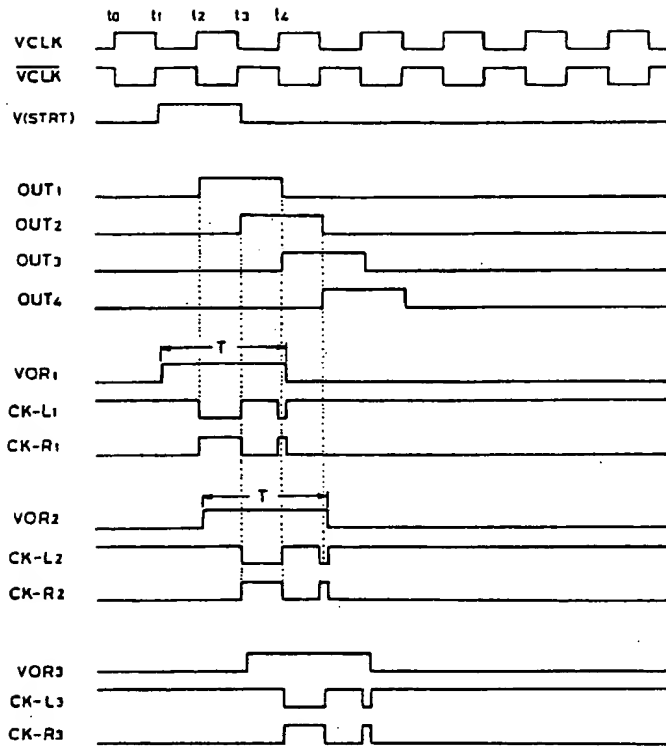 t0 t1 t2 t3 t4
VCLK
VCLK
V(STRT)
OUT1
OUT2
OUT3
OUT4
T
VOR1
CK-L1
CK-R1
T
VOR2
CK-L2
CK-R2
VOR3
CK-L3
CK-R3